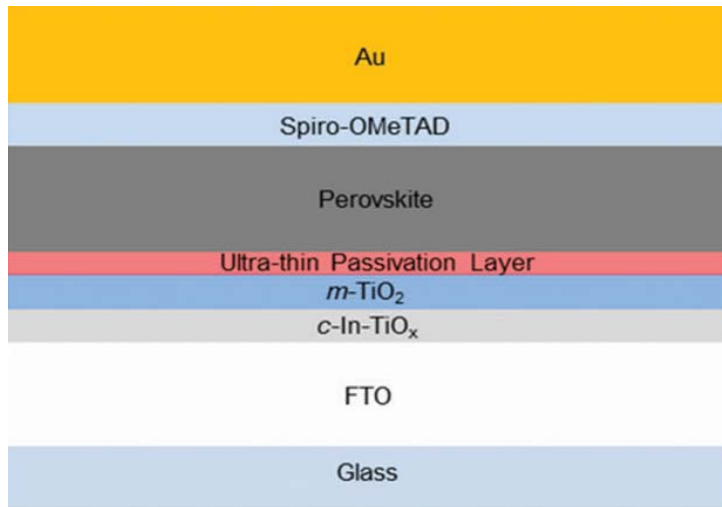 Au
Spiro-OMeTAD
Perovskite
Ultra-thin Passivation Layer
m-TiO₂
c-In-TiOₓ
FTO
Glass